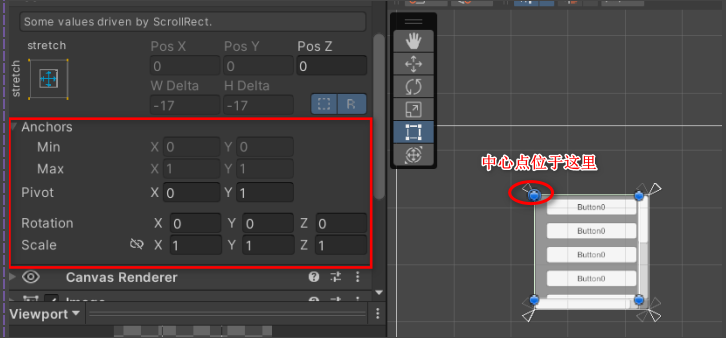 Some values driven by ScrollRect.
stretch
Pos X Pos Y Pos Z
stretch
0 0 0
W Delta H Delta
-17 -17 R
Anchors
Min X 0 Y 0
Max X 1 Y 1
Pivot X 0 Y 1
Rotation X 0 Y 0 Z 0
Scale X 1 Y 1 Z 1
Canvas Renderer
Viewport
中心点位于这里
Button0
Button0
Button0
Button0